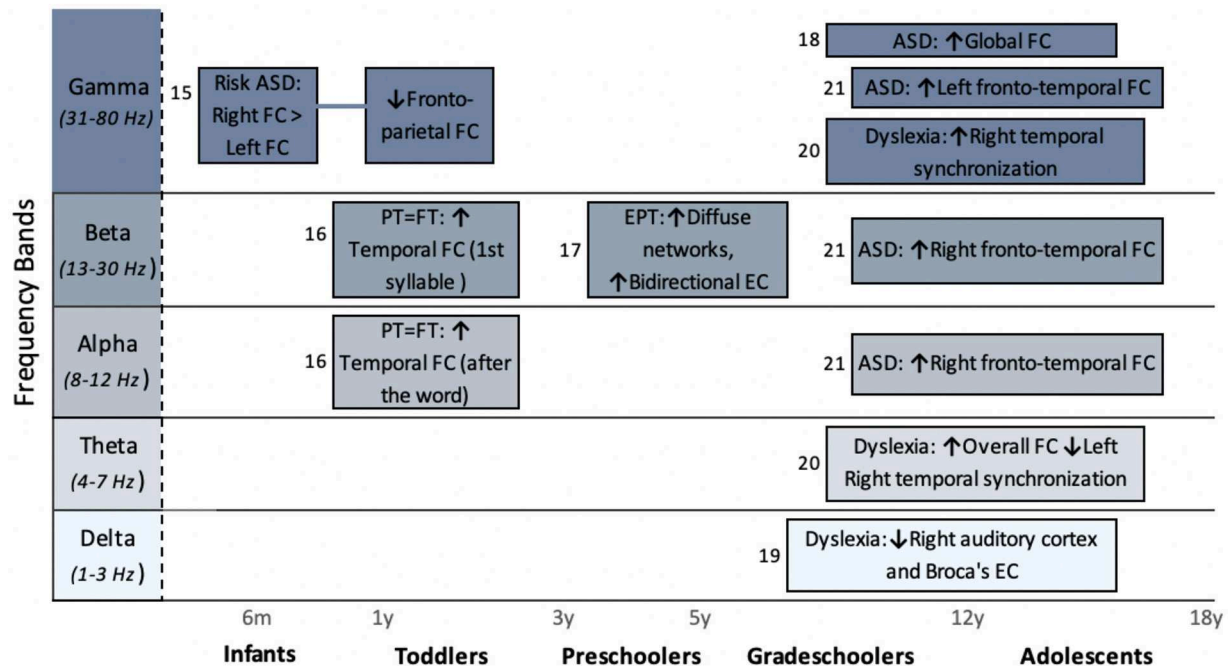 Frequency Bands
Gamma
(31-80 Hz)
15
Risk ASD:
Right FC >
Left FC
↓Fronto-
parietal FC
18
ASD: ↑Global FC
21
ASD: ↑Left fronto-temporal FC
20
Dyslexia: ↑Right temporal
synchronization
Beta
(13-30 Hz)
16
PT=FT: ↑
Temporal FC (1st
syllable )
17
EPT: ↑Diffuse
networks,
↑Bidirectional EC
21
ASD: ↑Right fronto-temporal FC
Alpha
(8-12 Hz)
16
PT=FT: ↑
Temporal FC (after
the word)
21
ASD: ↑Right fronto-temporal FC
Theta
(4-7 Hz)
20
Dyslexia: ↑Overall FC ↓Left
Right temporal synchronization
Delta
(1-3 Hz)
19
Dyslexia: ↓Right auditory cortex
and Broca's EC
6m 1y 3y 5y 12y 18y
Infants Toddlers Preschoolers Gradeschoolers Adolescents